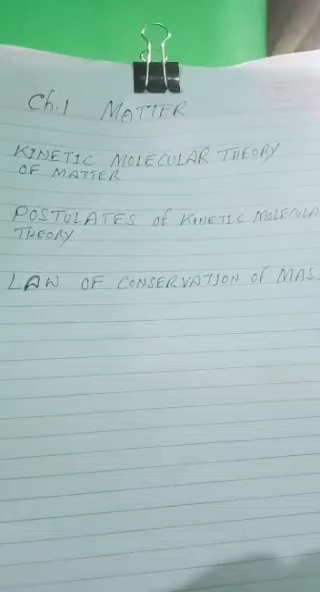 Ch.1 MATTER
KINETIC MOLECULAR THEORY
OF MATTER
POSTULATES of KINETIC MOLECULA
THEORY
LAW OF CONSERVATION of MAS